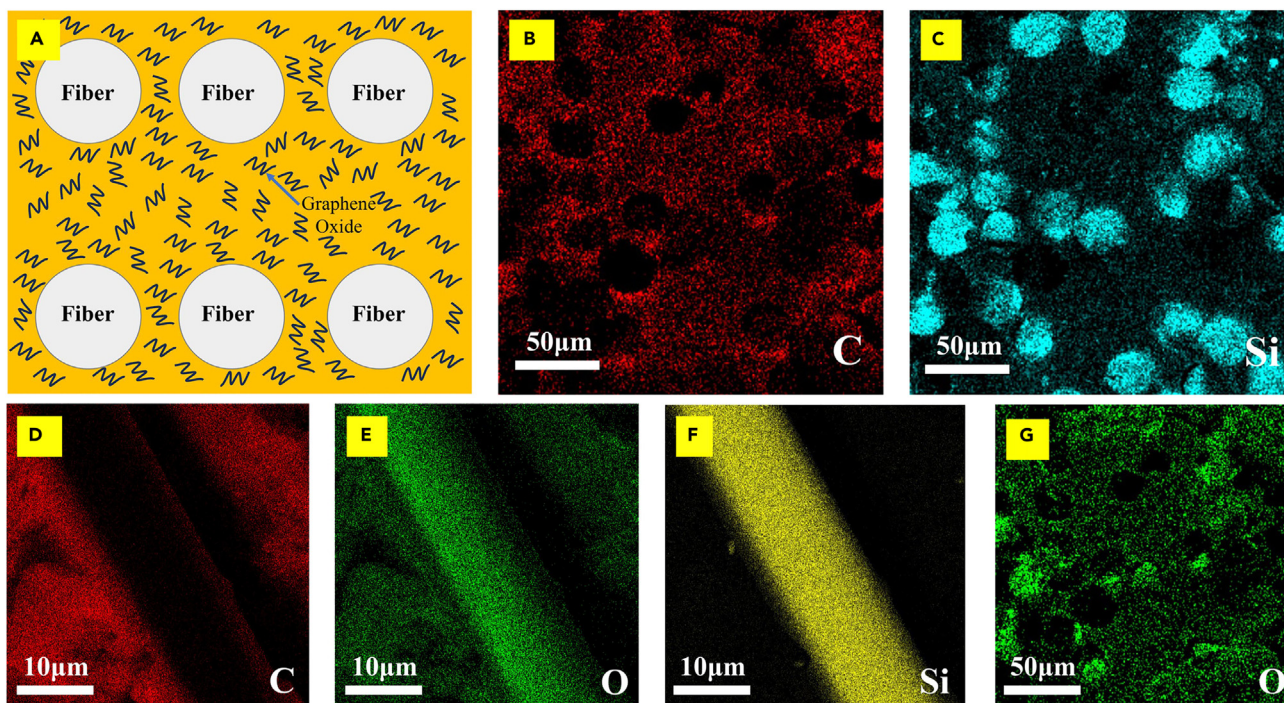 A
Fiber
Fiber
Fiber
Graphene
Oxide
Fiber
Fiber
Fiber
B
50μm
C
C
50μm
Si
D
10μm
C
E
10μm
O
F
10μm
Si
G
50μm
O